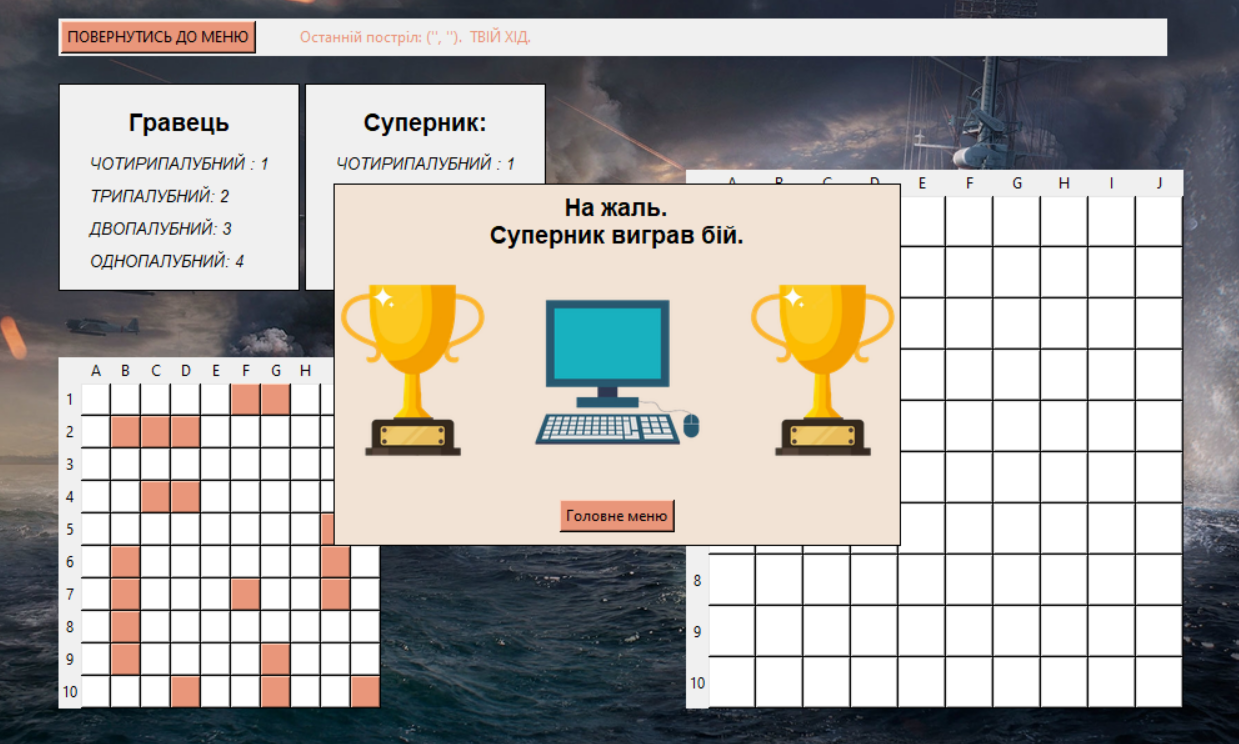 ПОВЕРНУТИСЬ ДО МЕНЮ
Останній постріл: ('', ''). ТВІЙ ХІД.
Гравець
ЧОТИРИПАЛУБНИЙ : 1
ТРИПАЛУБНИЙ: 2
ДВОПАЛУБНИЙ: 3
ОДНОПАЛУБНИЙ: 4
Суперник:
ЧОТИРИПАЛУБНИЙ : 1
На жаль.
Суперник виграв бій.
Головне меню
A B C D E F G H
1
2
3
4
5
6
7
8
9
10
A B C D E F G H I J
8
9
10